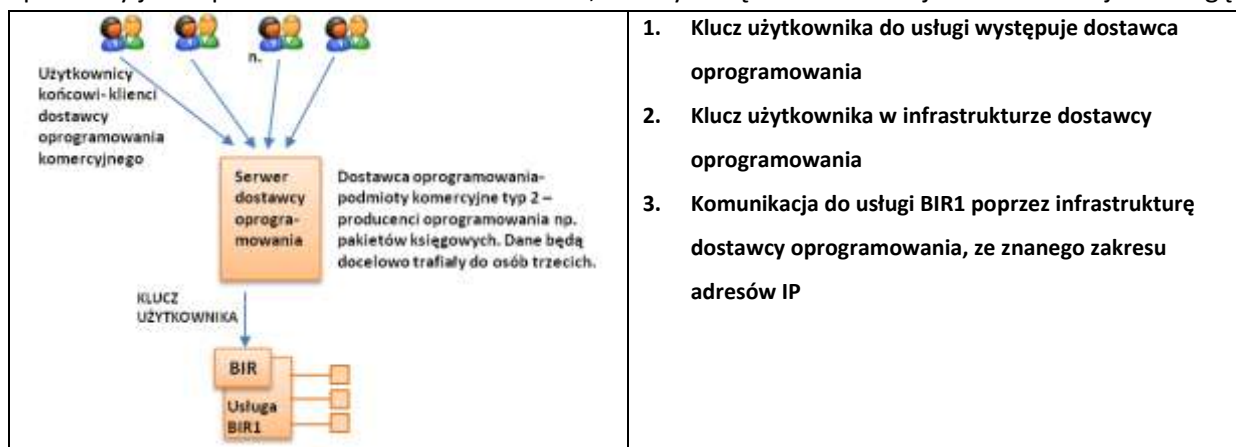 n.
Użytkownicy
końcowi- klienci
dostawcy
oprogramowania
komercyjnego
Serwer
dostawcy
oprogra-
mowania
Dostawca oprogramowania-
podmioty komercyjne typ 2 –
producenci oprogramowania np.
pakietów księgowych. Dane będą
docelowo trafiały do osób trzecich.
KLUCZ
UŻYTKOWNIKA
BIR
Usługa
BIR1
1. Klucz użytkownika do usługi występuje dostawca
oprogramowania
2. Klucz użytkownika w infrastrukturze dostawcy
oprogramowania
3. Komunikacja do usługi BIR1 poprzez infrastrukturę
dostawcy oprogramowania, ze znanego zakresu
adresów IP